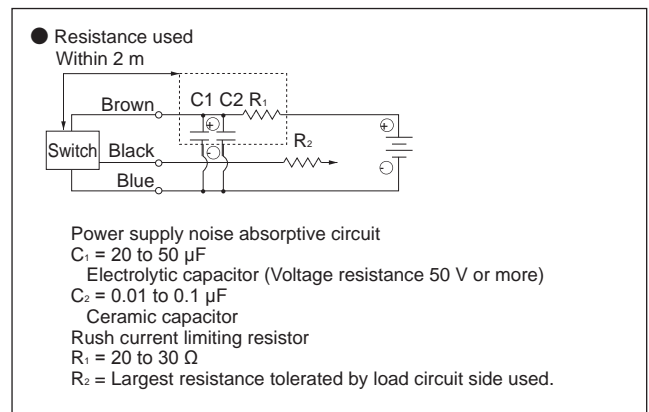 ● Resistance used
Within 2 m
Brown
C1 C2 R₁
+
+
Switch
Black
-
R₂
-
Blue
Power supply noise absorptive circuit
C₁ = 20 to 50 µF
Electrolytic capacitor (Voltage resistance 50 V or more)
C₂ = 0.01 to 0.1 µF
Ceramic capacitor
Rush current limiting resistor
R₁ = 20 to 30 Ω
R₂ = Largest resistance tolerated by load circuit side used.